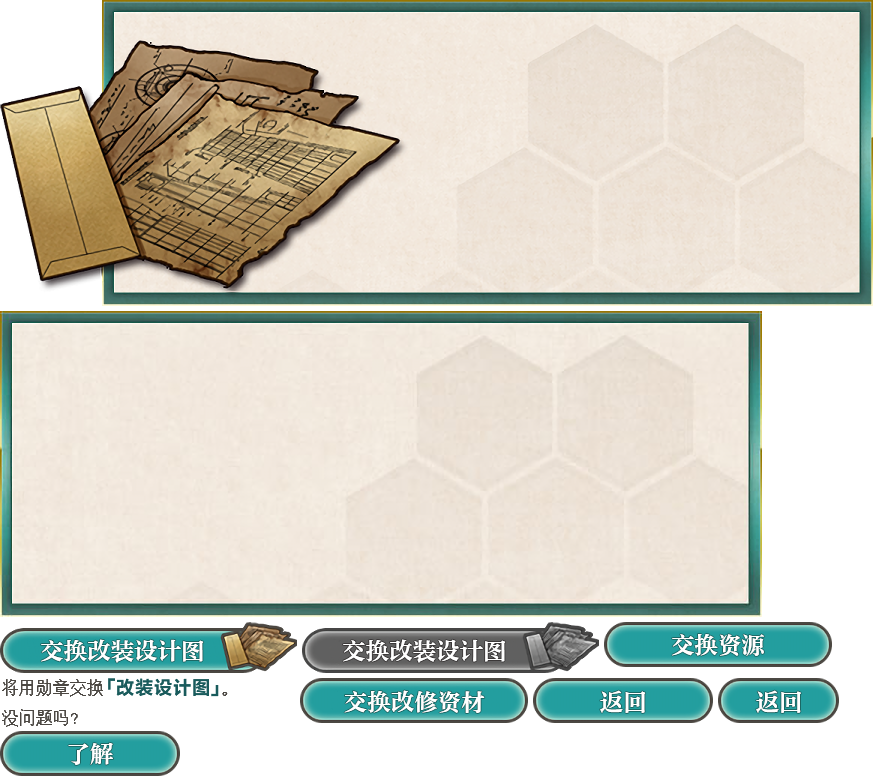 交换改装设计图
交换改装设计图
交换资源
将用勋章交换「改装设计图」。
没问题吗?
交换改修资材
返回
返回
了解